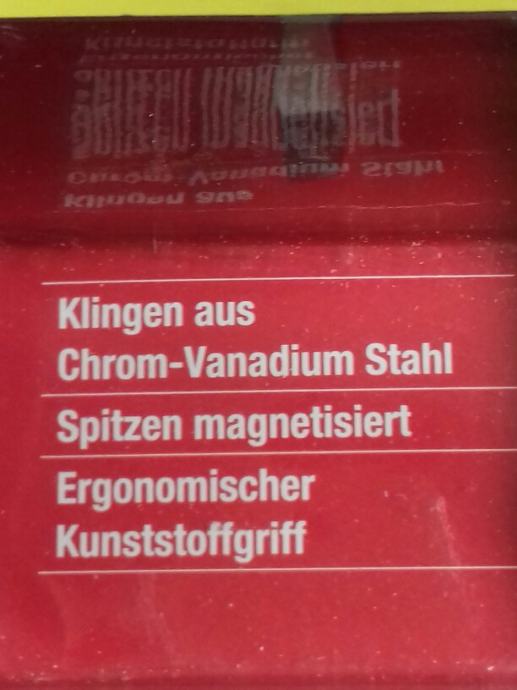 Klingen aus
Chrom-Vanadium Stahl
Spitzen magnetisiert
Ergonomischer
Kunststoffgriff